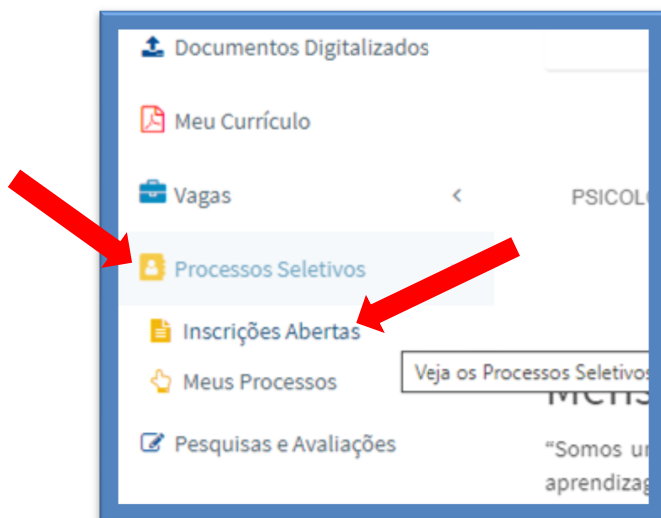 Documentos Digitalizados
Meu Currículo
Vagas
PSICOL
Processos Seletivos
Inscrições Abertas
Meus Processos
Veja os Processos Seletivos
Pesquisas e Avaliações
“Somos
aprendizag